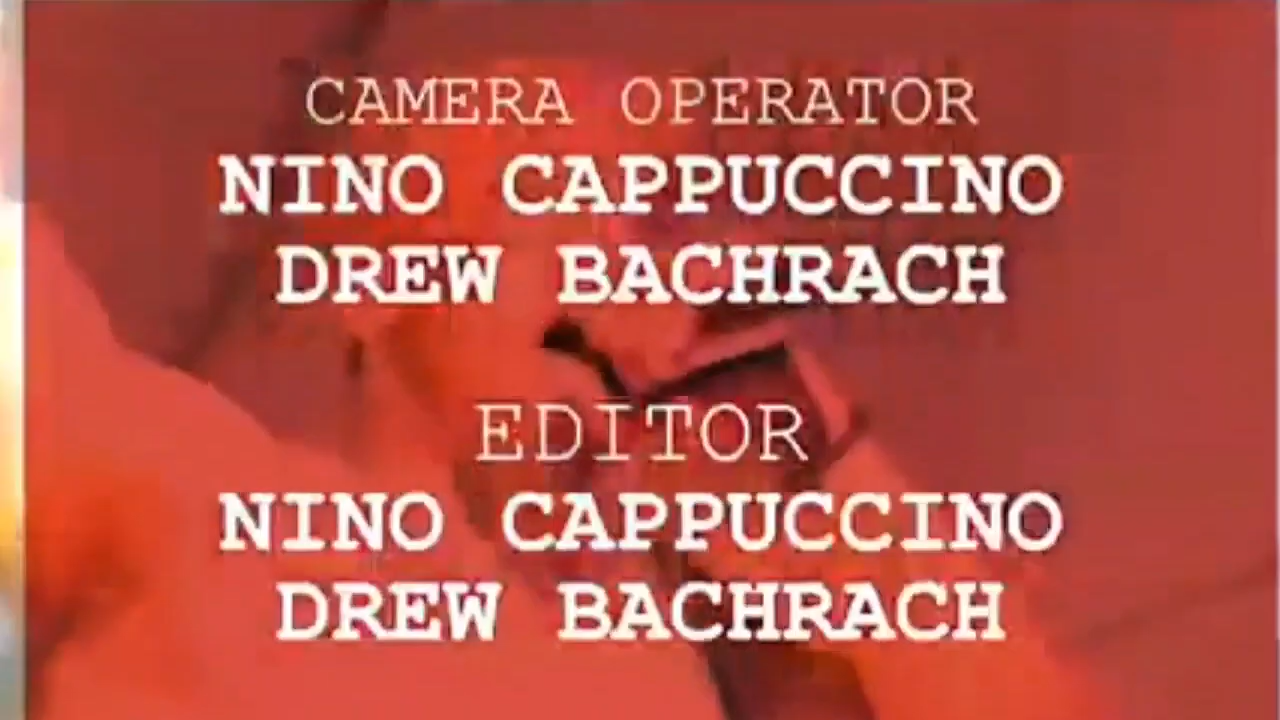 CAMERA OPERATOR
NINO CAPPUCCINO
DREW BACHRACH
EDITOR
NINO CAPPUCCINO
DREW BACHRACH